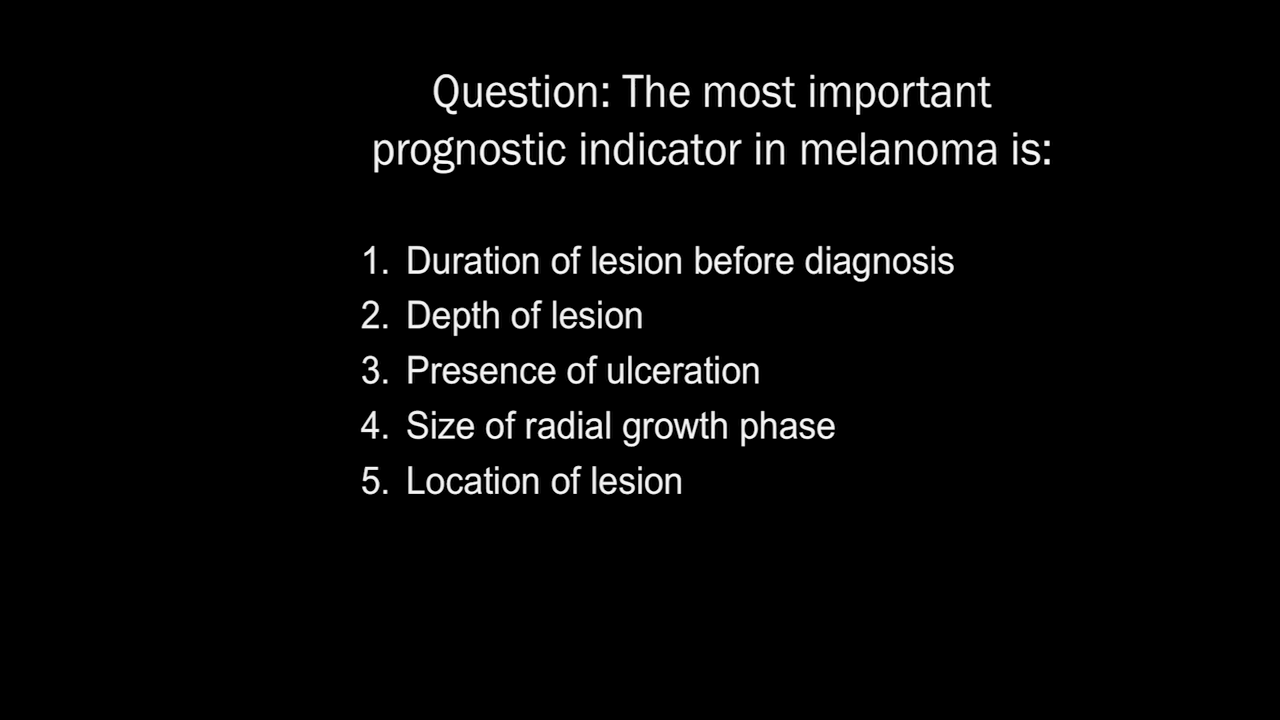 Question: The most important
prognostic indicator in melanoma is:
1. Duration of lesion before diagnosis
2. Depth of lesion
3. Presence of ulceration
4. Size of radial growth phase
5. Location of lesion